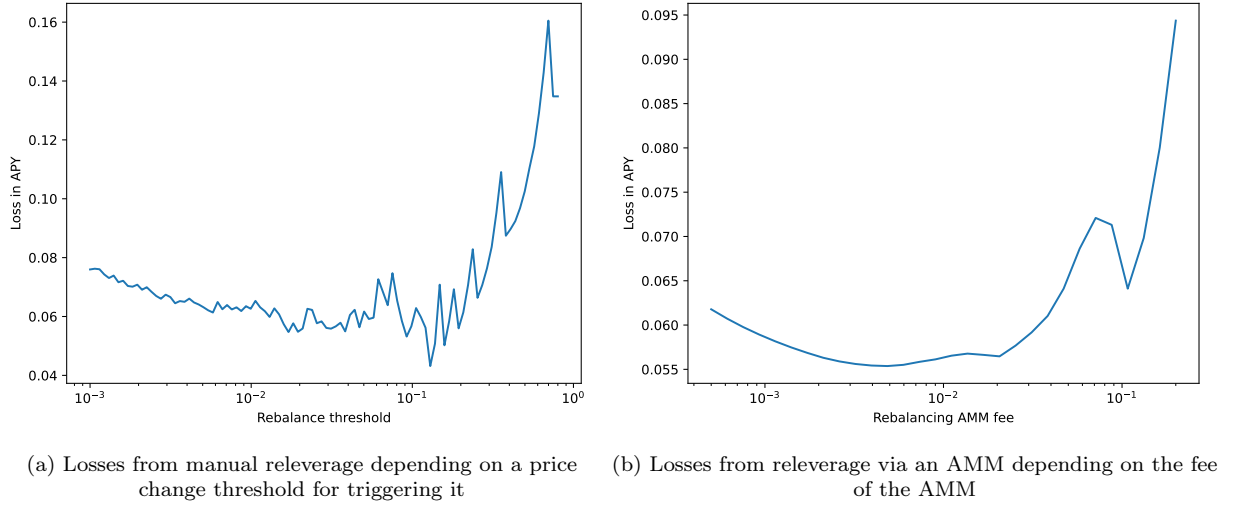 0.16
0.14
0.12
0.10
0.08
0.06
0.04
Loss in APY
10⁻³
10⁻²
10⁻¹
10⁰
Rebalance threshold
0.095
0.090
0.085
0.080
0.075
0.070
0.065
0.060
0.055
Loss in APY
10⁻³
10⁻²
10⁻¹
Rebalancing AMM fee
(a) Losses from manual releverage depending on a price
change threshold for triggering it
(b) Losses from releverage via an AMM depending on the fee
of the AMM